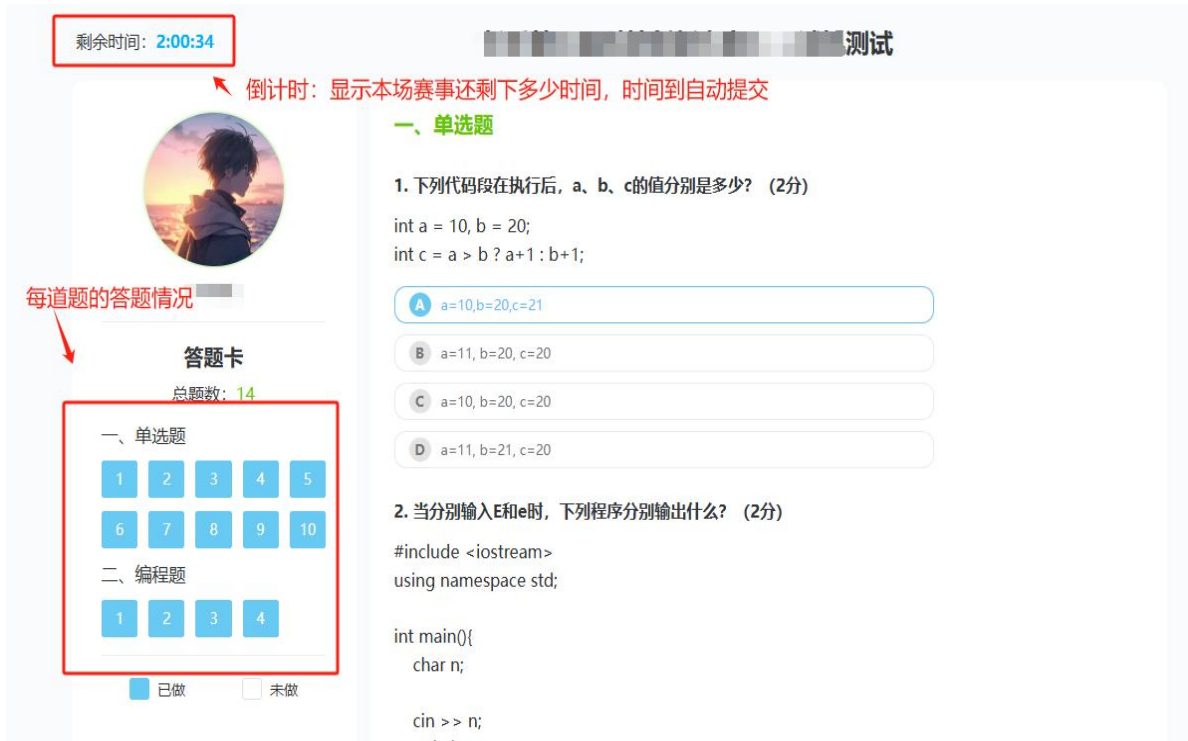 剩余时间：2:00:34
测试
倒计时：显示本场赛事还剩下多少时间，时间到自动提交
一、单选题
1. 下列代码段在执行后，a、b、c的值分别是多少？（2分）
int a = 10, b = 20;
int c = a > b ? a+1 : b+1;
A a=10,b=20,c=21
B a=11, b=20, c=20
C a=10, b=20, c=20
D a=11, b=21, c=20
2. 当分别输入E和e时，下列程序分别输出什么？（2分）
#include <iostream>
using namespace std;
int main(){
char n;
cin >> n;
每道题的答题情况
答题卡
总题数：14
一、单选题
1 2 3 4 5
6 7 8 9 10
二、编程题
1 2 3 4
已做 未做